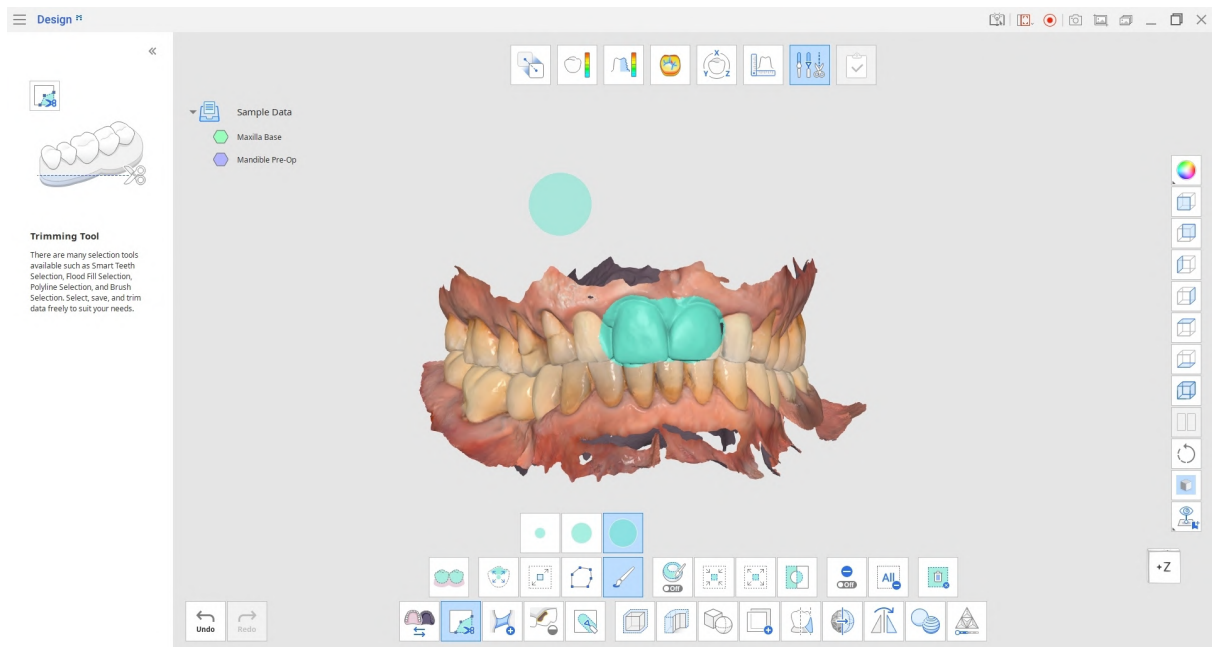 Design
Sample Data
Maxilla Base
Mandible Pre-Op
Trimming Tool
There are many selection tools
available such as Smart Teeth
Selection, Flood Fill Selection,
Polyline Selection, and Brush
Selection. Select, save, and trim
data freely to suit your needs.
X
Y Z
+Z
Off
Off
All
A
Undo
Redo